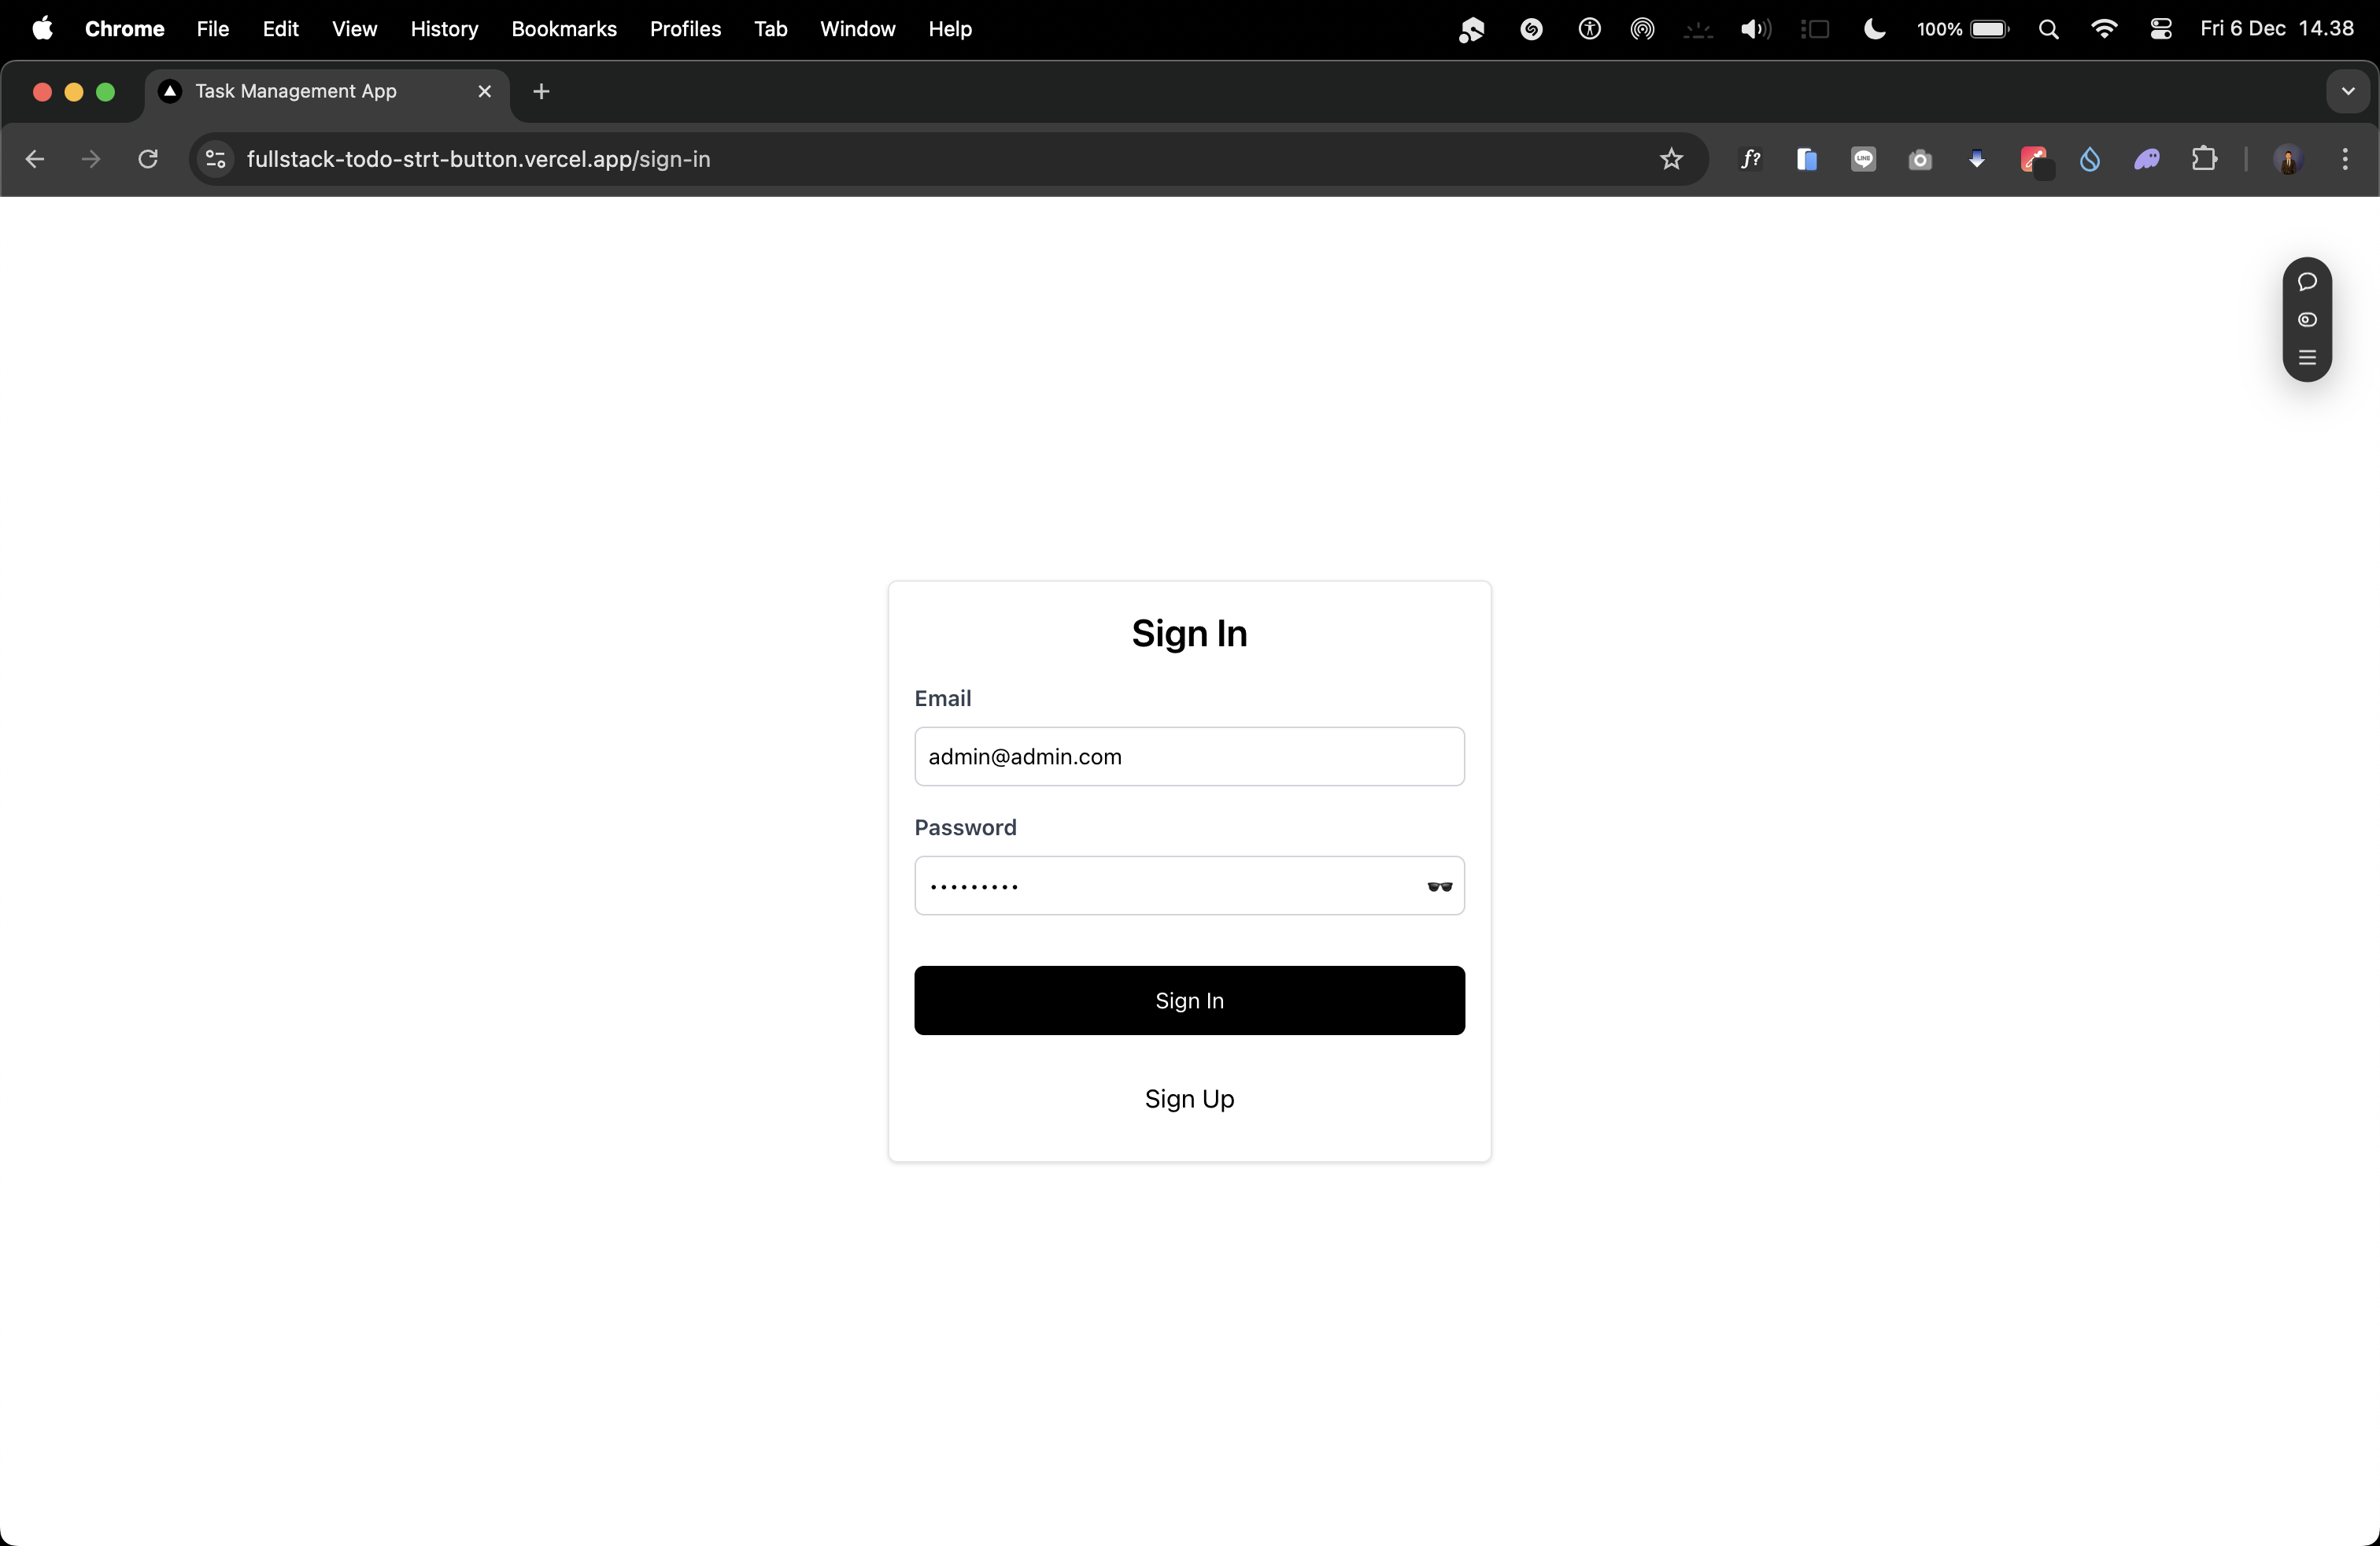 Chrome File Edit View History Bookmarks Profiles Tab Window Help 100% Fri 6 Dec 14.38
Task Management App
fullstack-todo-strt-button.vercel.app/sign-in f? LINE
Sign In
Email
admin@admin.com
Password
•••••••••
Sign In
Sign Up